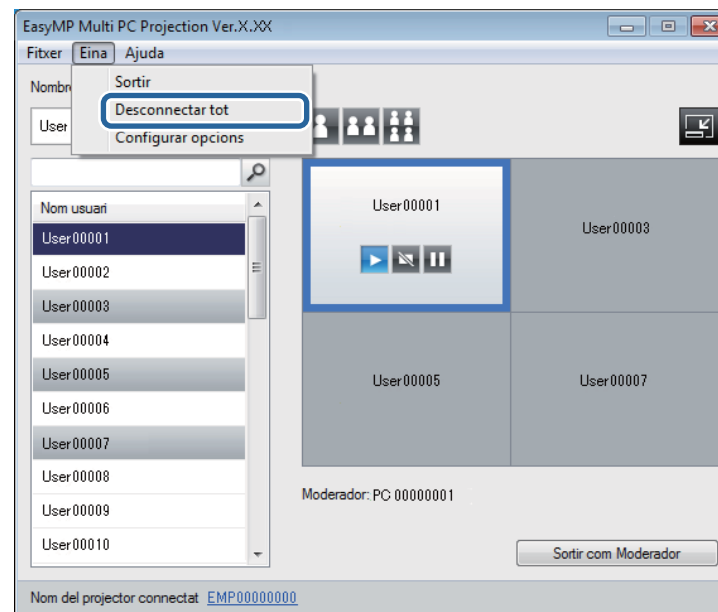 EasyMP Multi PC Projection Ver.X.XX
Fitxer Eina Ajuda
Sortir
Desconnectar tot
Configurar opcions
Nombr
User
Nom usuari
User00001
User00002
User00003
User00004
User00005
User00006
User00007
User00008
User00009
User00010
User00001
User00003
User00005
User00007
Moderador: PC 00000001
Sortir com Moderador
Nom del projector connectat EMP00000000